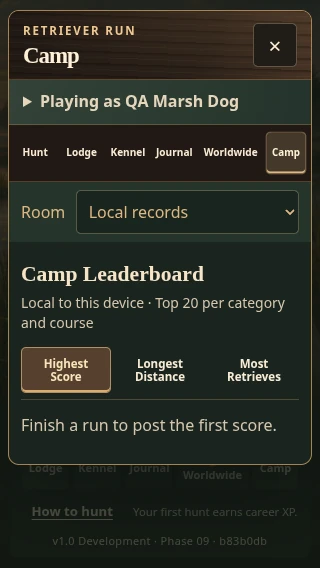 RETRIEVER RUN
Camp
✕
▶ Playing as QA Marsh Dog
Hunt Lodge Kennel Journal Worldwide Camp
Room Local records
Camp Leaderboard
Local to this device · Top 20 per category
and course
Highest
Score
Longest
Distance
Most
Retrieves
Finish a run to post the first score.
Lodge Kennel Journal Worldwide Camp
How to hunt Your first hunt earns career XP.
v1.0 Development · Phase 09 · b83b0db